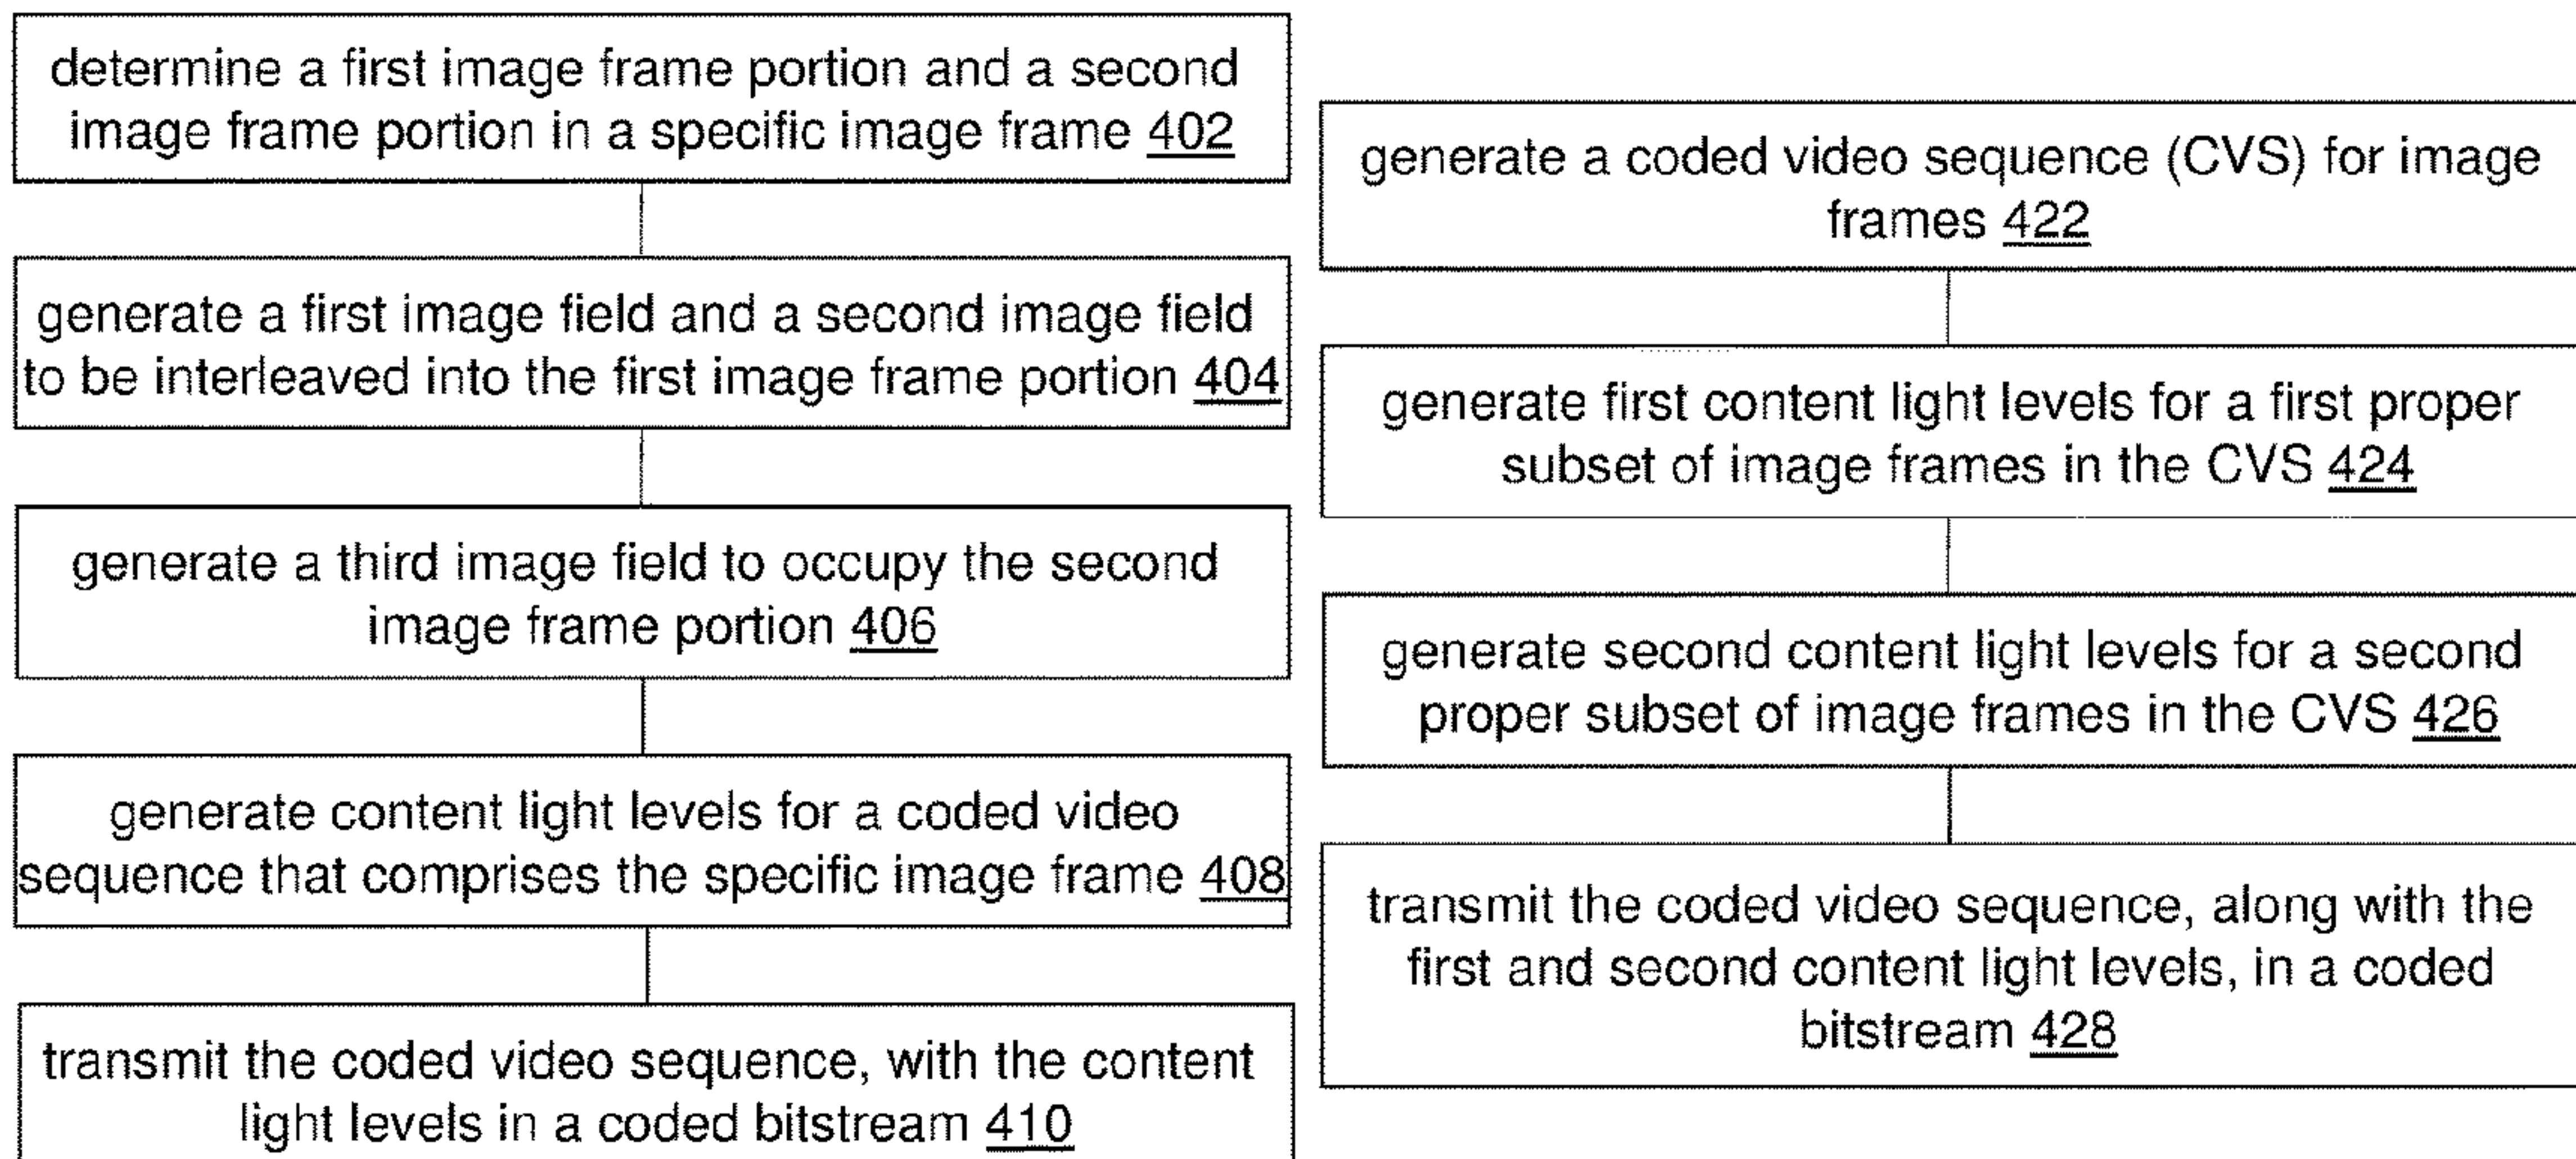 determine a first image frame portion and a second
image frame portion in a specific image frame 402
generate a first image field and a second image field
to be interleaved into the first image frame portion 404
generate a third image field to occupy the second
image frame portion 406
generate content light levels for a coded video
sequence that comprises the specific image frame 408
transmit the coded video sequence, with the content
light levels in a coded bitstream 410
generate a coded video sequence (CVS) for image
frames 422
generate first content light levels for a first proper
subset of image frames in the CVS 424
generate second content light levels for a second
proper subset of image frames in the CVS 426
transmit the coded video sequence, along with the
first and second content light levels, in a coded
bitstream 428